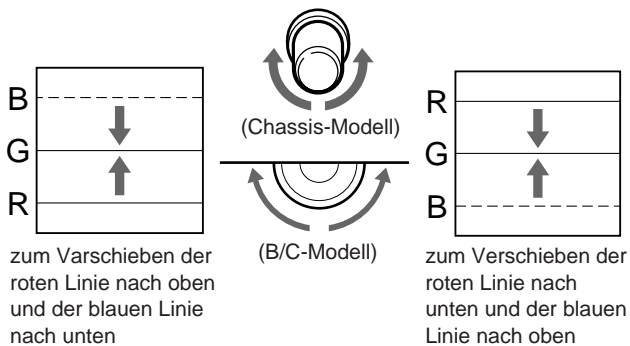 B
G
R
zum Varschieben der
roten Linie nach oben
und der blauen Linie
nach unten
(Chassis-Modell)
(B/C-Modell)
R
G
B
zum Verschieben der
roten Linie nach
unten und der blauen
Linie nach oben